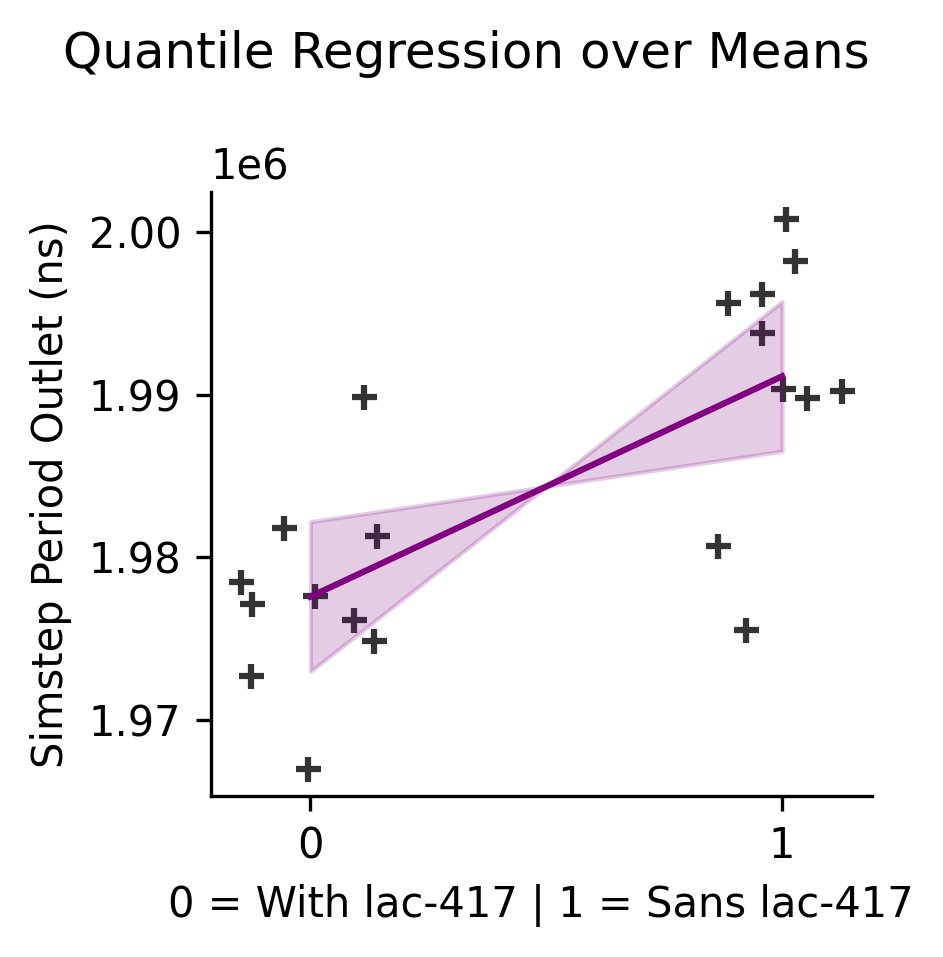 Quantile Regression over Means
1e6
Simstep Period Outlet (ns)
2.00
1.99
1.98
1.97
0
1
0 = With lac-417 | 1 = Sans lac-417